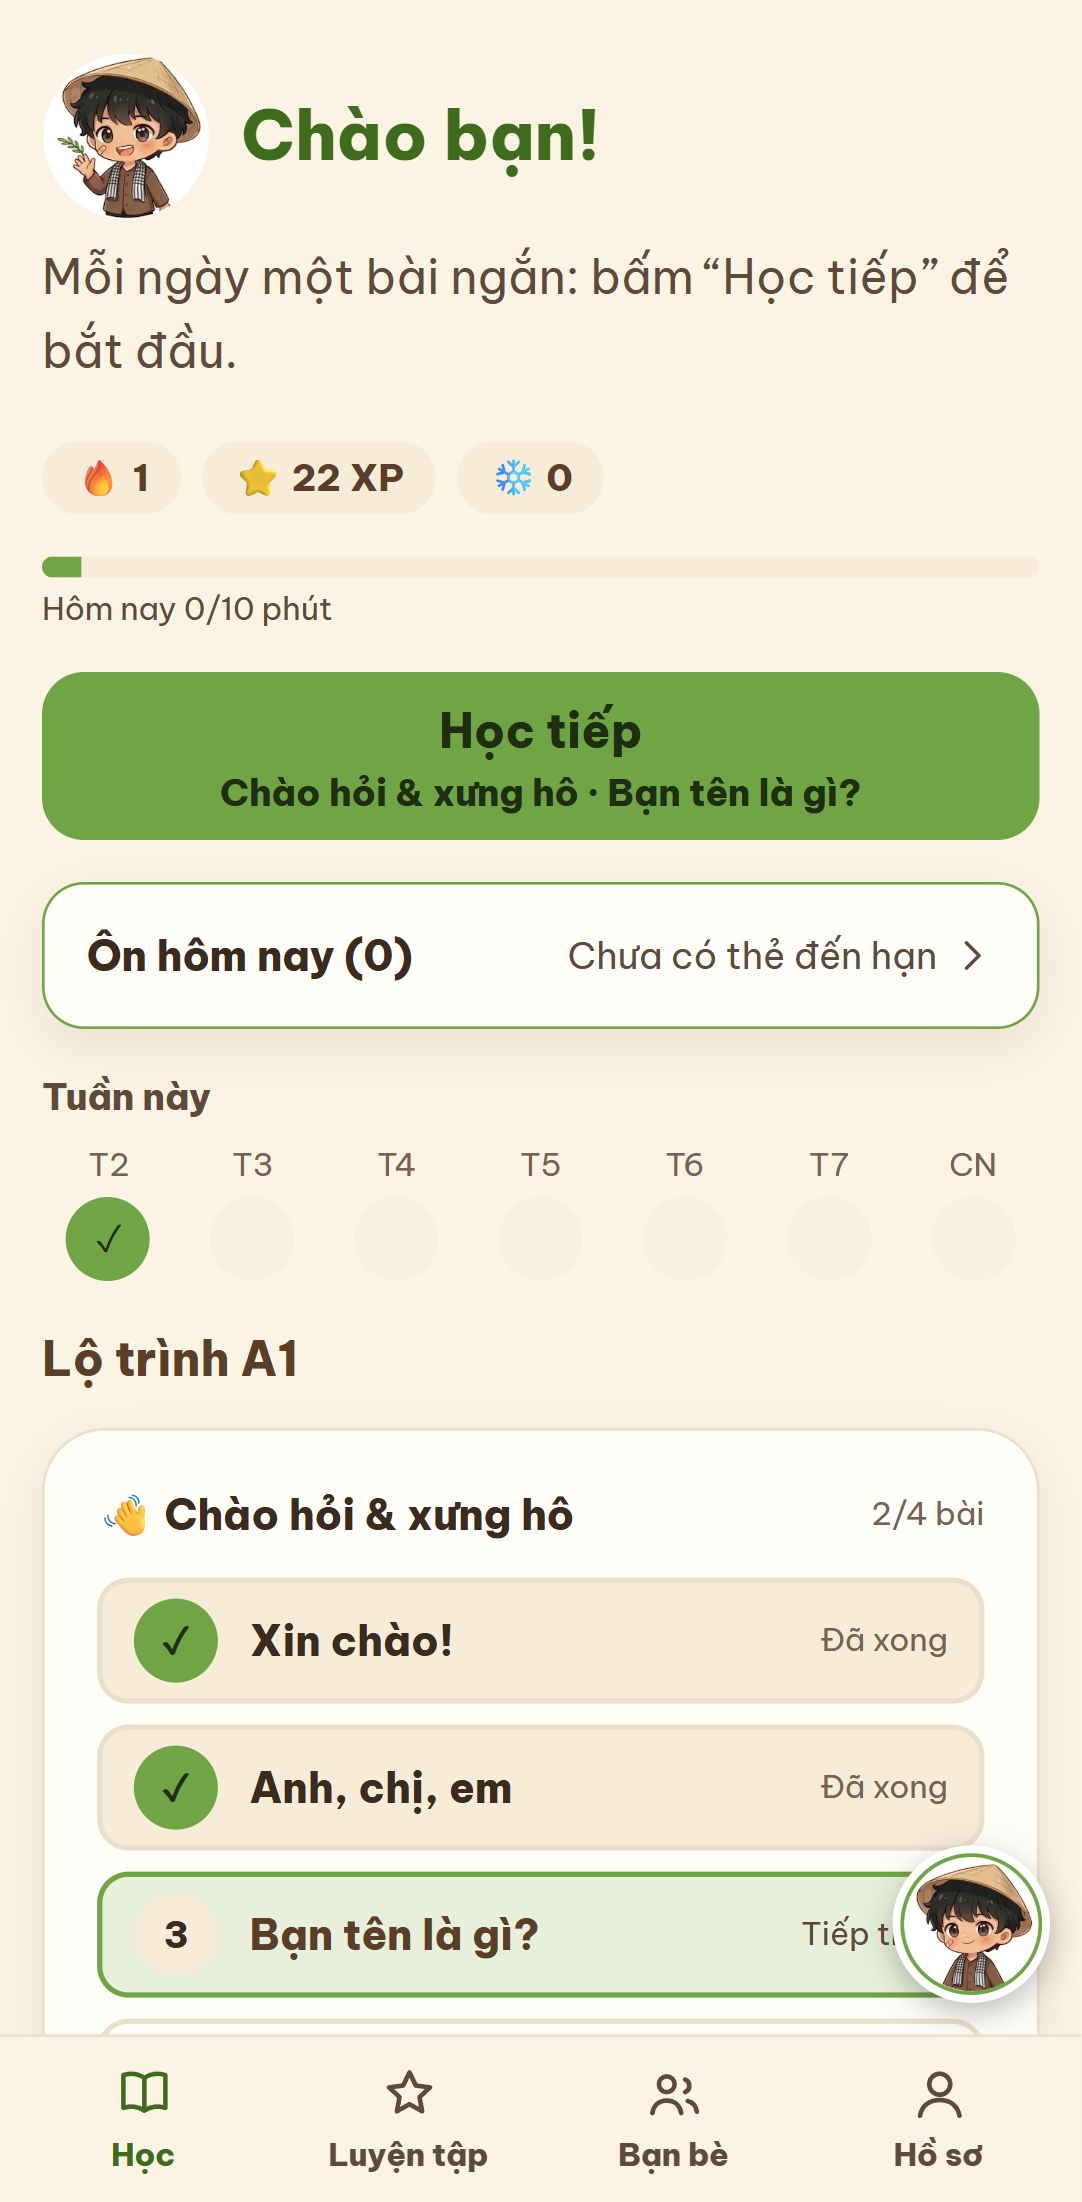 Chào bạn!
Mỗi ngày một bài ngắn: bấm “Học tiếp” để
bắt đầu.
1
22 XP
0
Hôm nay 0/10 phút
Học tiếp
Chào hỏi & xưng hô · Bạn tên là gì?
Ôn hôm nay (0)
Chưa có thẻ đến hạn
Tuần này
T2 T3 T4 T5 T6 T7 CN
Lộ trình A1
Chào hỏi & xưng hô
2/4 bài
Xin chào!
Đã xong
Anh, chị, em
Đã xong
3
Bạn tên là gì?
Tiếp
Học
Luyện tập
Bạn bè
Hồ sơ